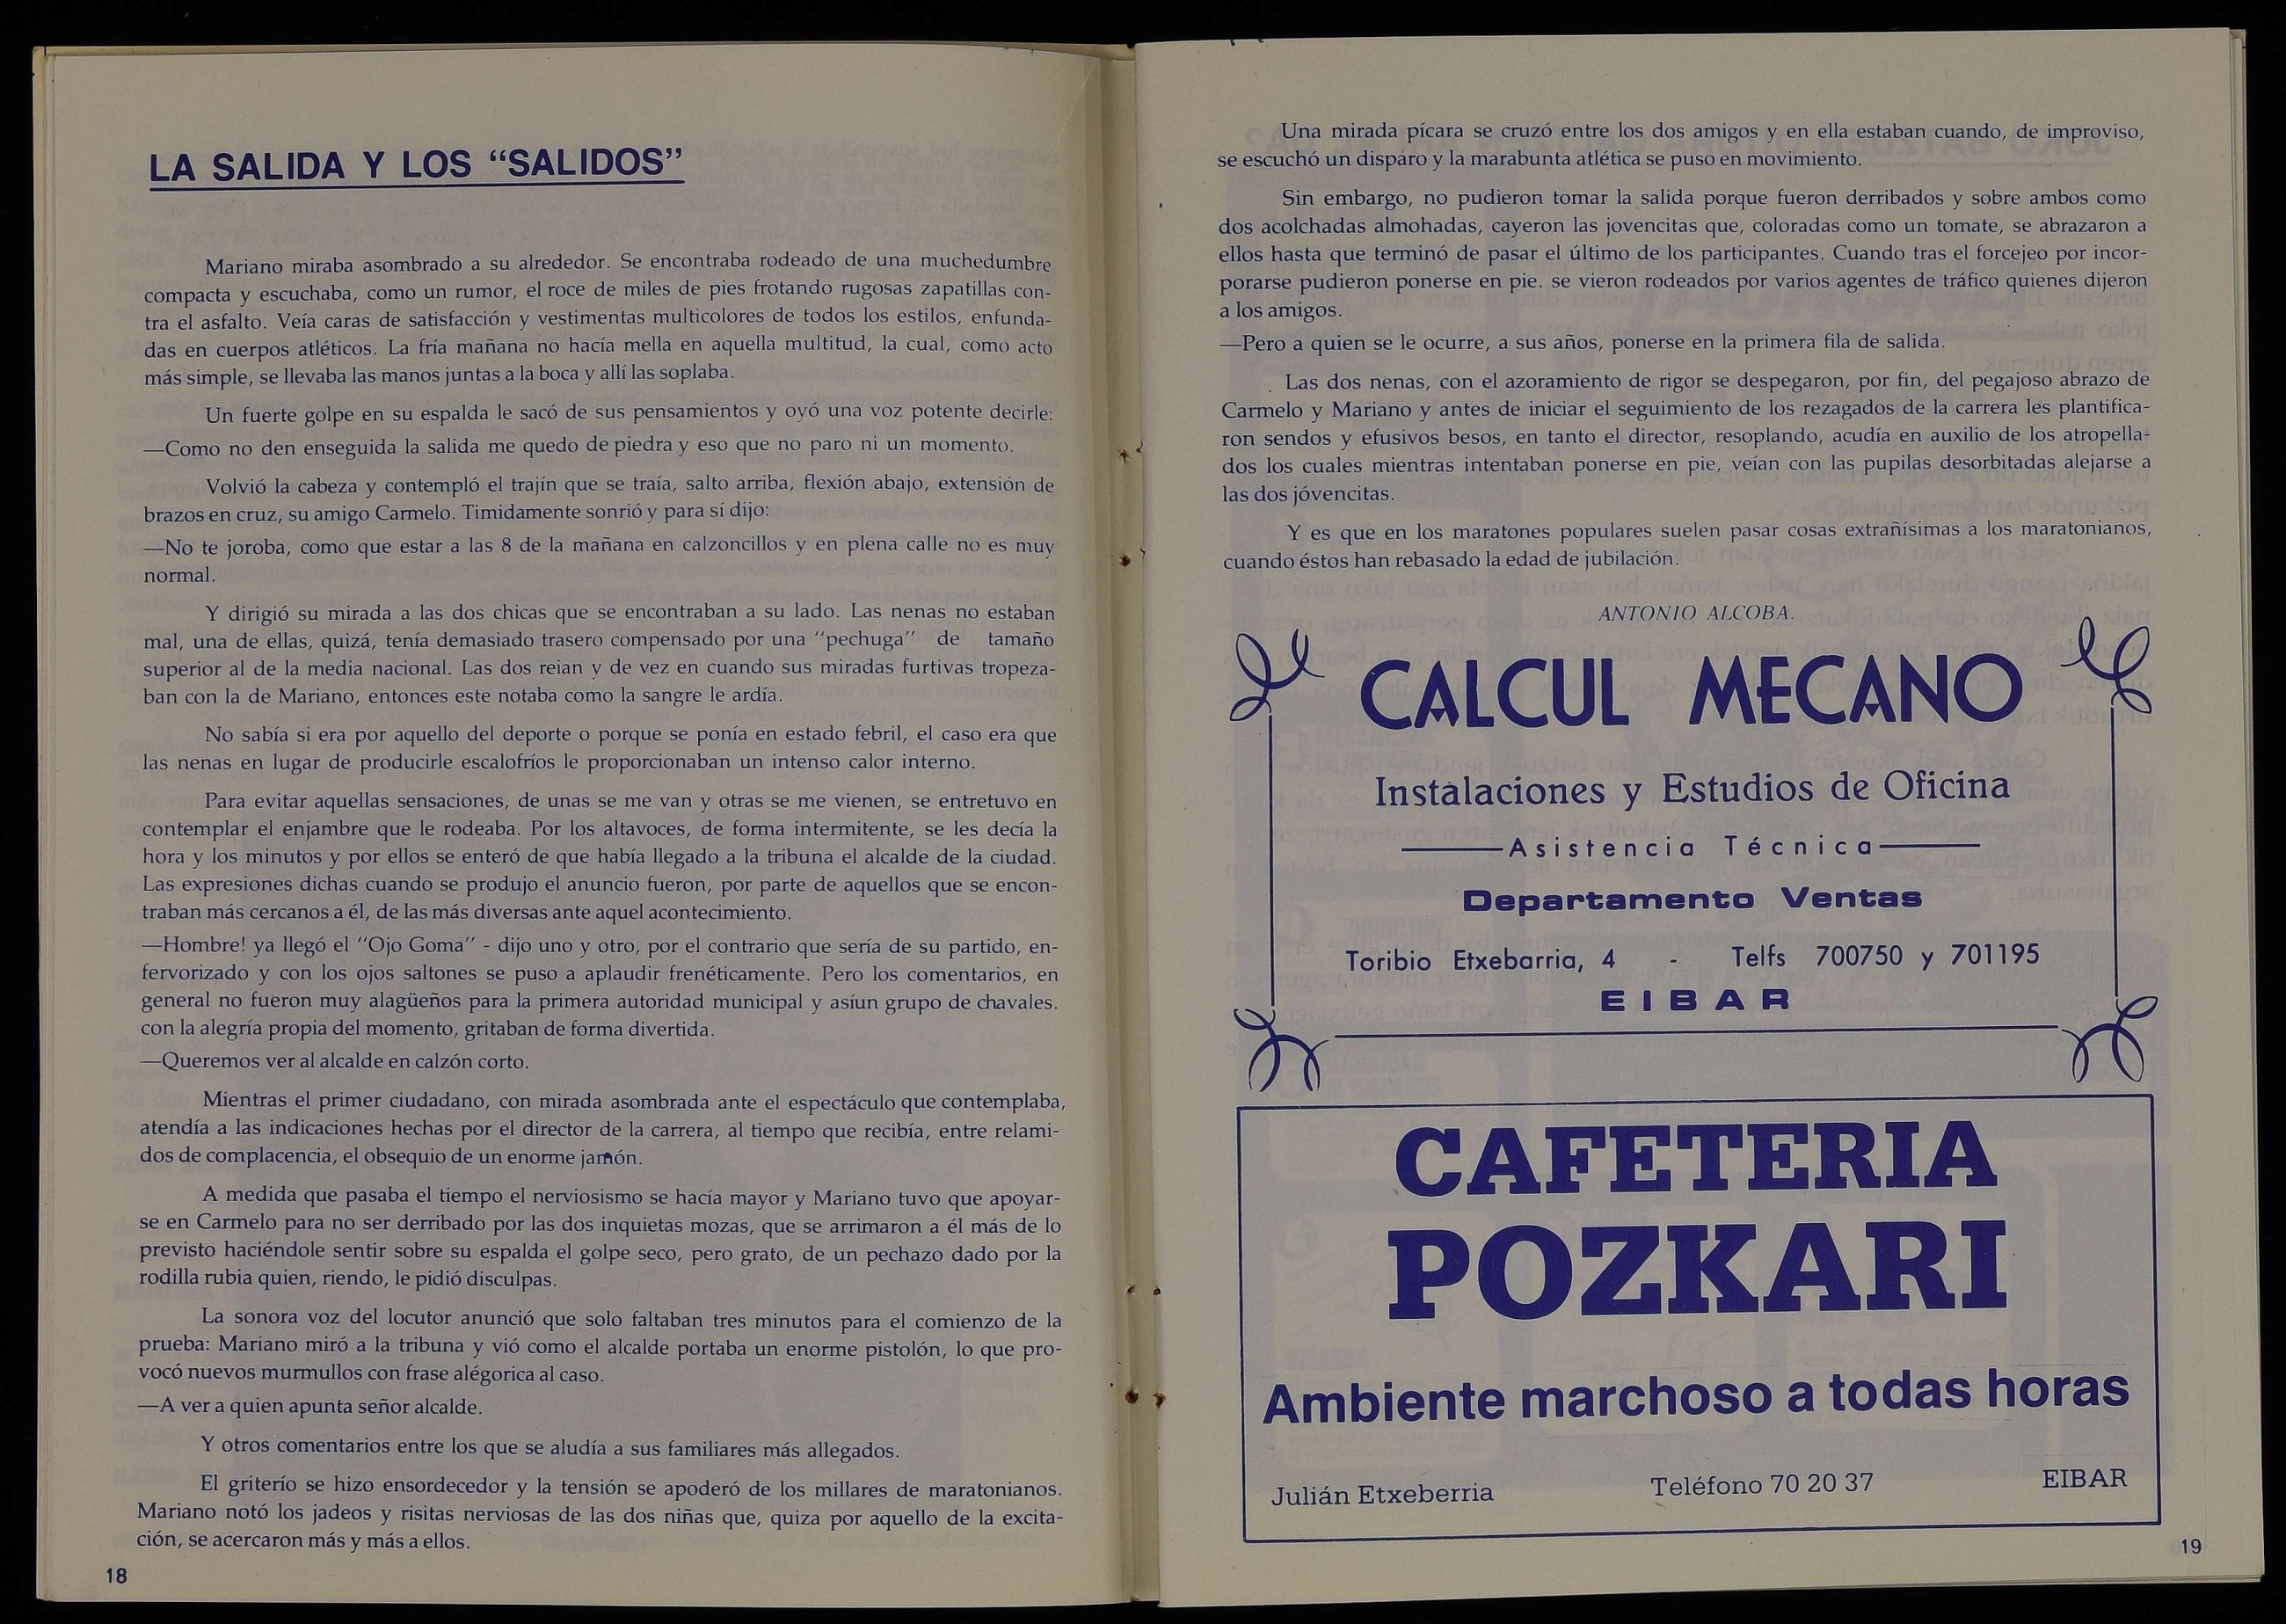 LA SALIDA Y LOS “SALIDOS”
Mariano miraba asombrado a su alrededor. Se encontraba rodeado de una muchedumbre
compacta y escuchaba, como un rumor, el roce de miles de pies frotando rugosas zapatillas con-
tra el asfalto. Veía caras de satisfacción y vestimentas multicolores de todos los estilos, enfunda-
das en cuerpos atléticos. La fría mañana no hacía mella en aquella multitud, la cual, como acto
más simple, se llevaba las manos juntas a la boca y allí las soplaba.
Un fuerte golpe en su espalda le sacó de sus pensamientos y oyó una voz potente decirle:
—Como no den enseguida la salida me quedo de piedra y eso que no paro ni un momento.
Volvió la cabeza y contempló el trajín que se traía, salto arriba, flexión abajo, extensión de
brazos en cruz, su amigo Carmelo. Timidamente sonrió y para sí dijo:
—No te joroba, como que estar a las 8 de la mañana en calzoncillos y en plena calle no es muy
normal.
Y dirigió su mirada a las dos chicas que se encontraban a su lado. Las nenas no estaban
mal, una de ellas, quizá, tenía demasiado trasero compensado por una “pechuga” de tamaño
superior al de la media nacional. Las dos reian y de vez en cuando sus miradas furtivas tropeza-
ban con la de Mariano, entonces este notaba como la sangre le ardía.
No sabía si era por aquello del deporte o porque se ponía en estado febril, el caso era que
las nenas en lugar de producirle escalofríos le proporcionaban un intenso calor interno.
Para evitar aquellas sensaciones, de unas se me van y otras se me vienen, se entretuvo en
contemplar el enjambre que le rodeaba. Por los altavoces, de forma intermitente, se les decía la
hora y los minutos y por ellos se enteró de que había llegado a la tribuna el alcalde de la ciudad.
Las expresiones dichas cuando se produjo el anuncio fueron, por parte de aquellos que se encon-
traban más cercanos a él, de las más diversas ante aquel acontecimiento.
—Hombre! ya llegó el “Ojo Goma” - dijo uno y otro, por el contrario que sería de su partido, en-
fervorizado y con los ojos saltones se puso a aplaudir frenéticamente. Pero los comentarios, en
general no fueron muy alagüeños para la primera autoridad municipal y asíun grupo de chavales.
con la alegría propia del momento, gritaban de forma divertida.
—Queremos ver al alcalde en calzón corto.
Mientras el primer ciudadano, con mirada asombrada ante el espectáculo que contemplaba,
atendía a las indicaciones hechas por el director de la carrera, al tiempo que recibía, entre relami-
dos de complacencia, el obsequio de un enorme jamón.
A medida que pasaba el tiempo el nerviosismo se hacía mayor y Mariano tuvo que apoyar-
se en Carmelo para no ser derribado por las dos inquietas mozas, que se arrimaron a él más de lo
previsto haciéndole sentir sobre su espalda el golpe seco, pero grato, de un pechazo dado por la
rodilla rubia quien, riendo, le pidió disculpas.
La sonora voz del locutor anunció que solo faltaban tres minutos para el comienzo de la
prueba: Mariano miró a la tribuna y vió como el alcalde portaba un enorme pistolón, lo que pro-
vocó nuevos murmullos con frase alégorica al caso.
—A ver a quien apunta señor alcalde.
Y otros comentarios entre los que se aludía a sus familiares más allegados.
El griterío se hizo ensordecedor y la tensión se apoderó de los millares de maratonianos.
Mariano notó los jadeos y risitas nerviosas de las dos niñas que, quiza por aquello de la excita-
ción, se acercaron más y más a ellos.
18
Una mirada pícara se cruzó entre los dos amigos y en ella estaban cuando, de improviso,
se escuchó un disparo y la marabunta atlética se puso en movimiento.
Sin embargo, no pudieron tomar la salida porque fueron derribados y sobre ambos como
dos acolchadas almohadas, cayeron las jovencitas que, coloradas como un tomate, se abrazaron a
ellos hasta que terminó de pasar el último de los participantes. Cuando tras el forcejeo por incor-
porarse pudieron ponerse en pie. se vieron rodeados por varios agentes de tráfico quienes dijeron
a los amigos.
—Pero a quien se le ocurre, a sus años, ponerse en la primera fila de salida.
Las dos nenas, con el azoramiento de rigor se despegaron, por fin, del pegajoso abrazo de
Carmelo y Mariano y antes de iniciar el seguimiento de los rezagados de la carrera les plantifica-
ron sendos y efusivos besos, en tanto el director, resoplando, acudía en auxilio de los atropella-
dos los cuales mientras intentaban ponerse en pie, veían con las pupilas desorbitadas alejarse a
las dos jóvencitas.
Y es que en los maratones populares suelen pasar cosas extrañísimas a los maratonianos,
cuando éstos han rebasado la edad de jubilación.
ANTONIO ALCOBA.
CALCUL MECANO
Instalaciones y Estudios de Oficina
Asistencia Técnica
Departamento Ventas
Toribio Etxebarria, 4 - Telfs 700750 y 701195
EIBAR
CAFETERIA
POZKARI
Ambiente marchoso a todas horas
Julián Etxeberria Teléfono 70 20 37 EIBAR
19